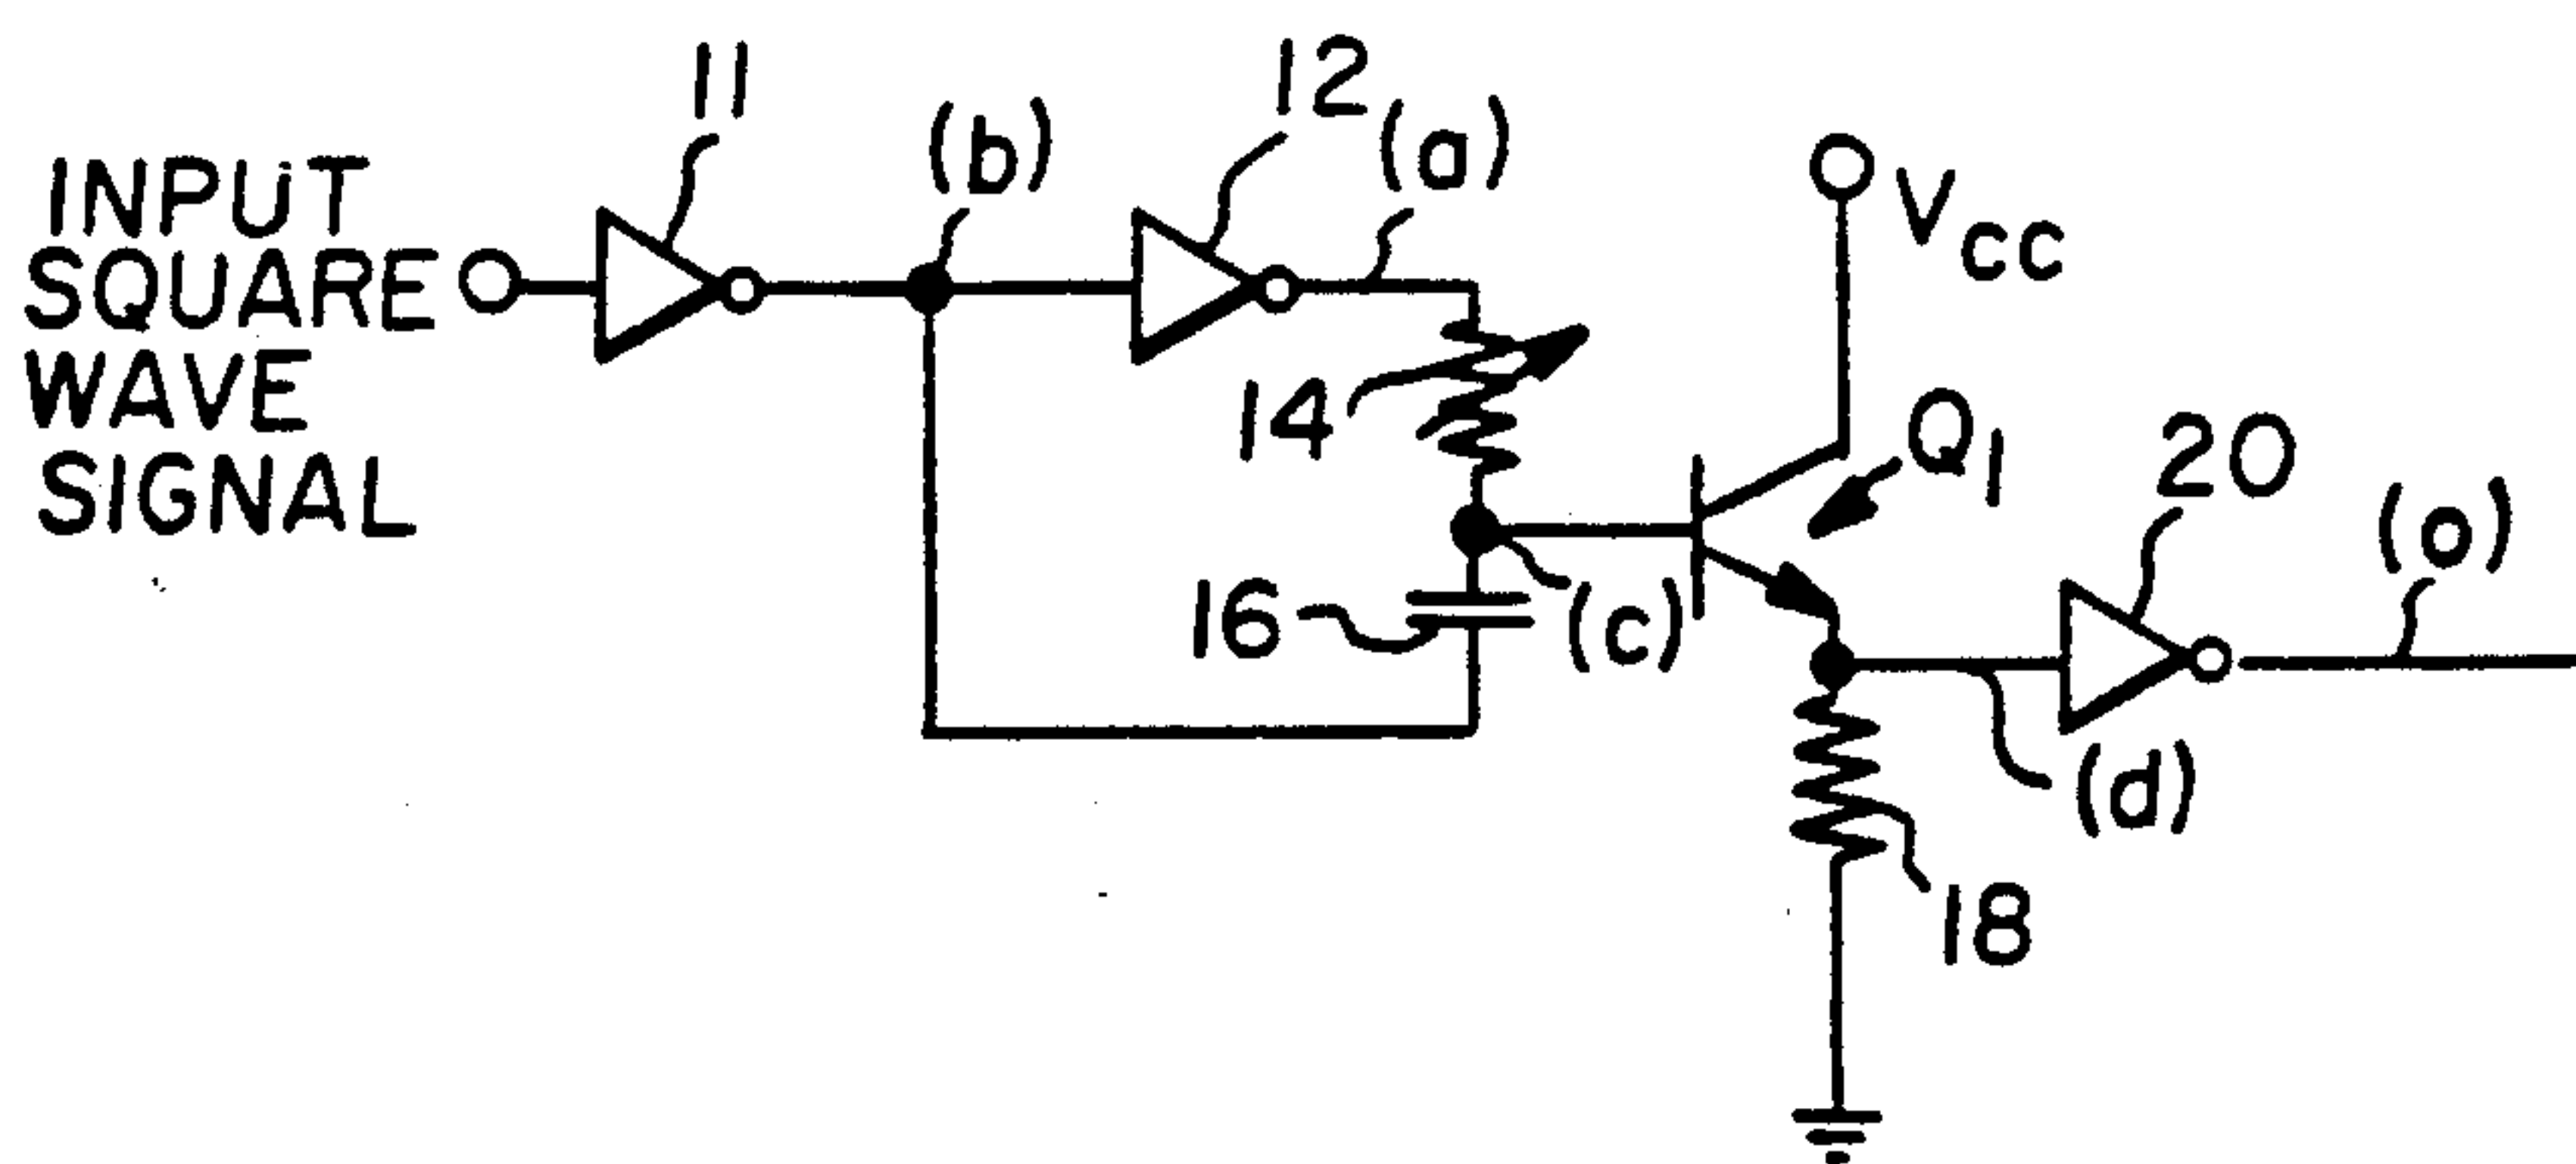 INPUT
SQUARE
WAVE
SIGNAL
11
(b)
12
(a)
14
16
(c)
VCC
Q1
20
(o)
(d)
18